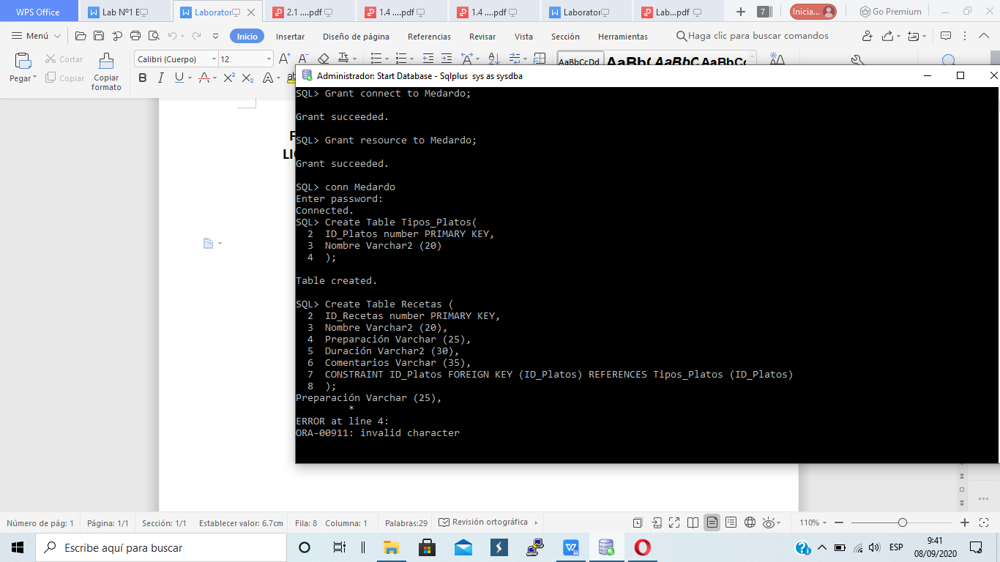 WPS Office
Lab Nº1 E
Laborator
2.1 ....pdf
1.4 ....pdf
1.4 ....pdf
Laborator
Lab...pdf
7
Inicia...
Go Premium
Menú
Inicio
Insertar
Diseño de página
Referencias
Revisar
Vista
Sección
Herramientas
Haga clic para buscar comandos
Pegar
Cortar
Copiar
Copiar
formato
Calibri (Cuerpo)
12
AaBbCcDd
AaBbC
AaBbC
AaBbCc
Administrador: Start Database - Sqlplus sys as sysdba
SQL> Grant connect to Medardo;
Grant succeeded.
SQL> Grant resource to Medardo;
Grant succeeded.
SQL> conn Medardo
Enter password:
Connected.
SQL> Create Table Tipos_Platos(
2 ID_Platos number PRIMARY KEY,
3 Nombre Varchar2 (20)
4 );
Table created.
SQL> Create Table Recetas (
2 ID_Recetas number PRIMARY KEY,
3 Nombre Varchar2 (20),
4 Preparación Varchar (25),
5 Duración Varchar2 (30),
6 Comentarios Varchar (35),
7 CONSTRAINT ID_Platos FOREIGN KEY (ID_Platos) REFERENCES Tipos_Platos (ID_Platos)
8 );
Preparación Varchar (25),
*
ERROR at line 4:
ORA-00911: invalid character
Número de pág: 1
Página: 1/1
Sección: 1/1
Establecer valor: 6.7cm
Fila: 8
Columna: 1
Palabras:29
Revisión ortográfica
110%
Escribe aquí para buscar
ESP
9:41
08/09/2020